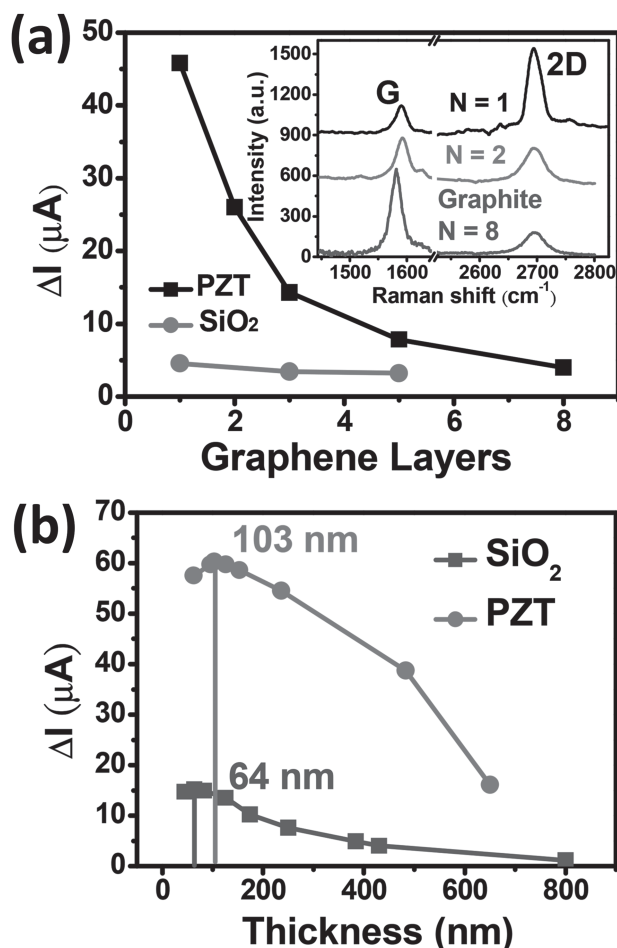 (a)
50
40
30
20
10
0
ΔI (μA)
0 2 4 6 8
Graphene Layers
PZT
SiO₂
1500
1200
900
600
300
0
Intensity (a.u.)
G
2D
N = 1
N = 2
Graphite
N = 8
1500 1600 2600 2700 2800
Raman shift (cm⁻¹)
(b)
70
60
50
40
30
20
10
0
ΔI (μA)
103 nm
64 nm
SiO₂
PZT
0 200 400 600 800
Thickness (nm)